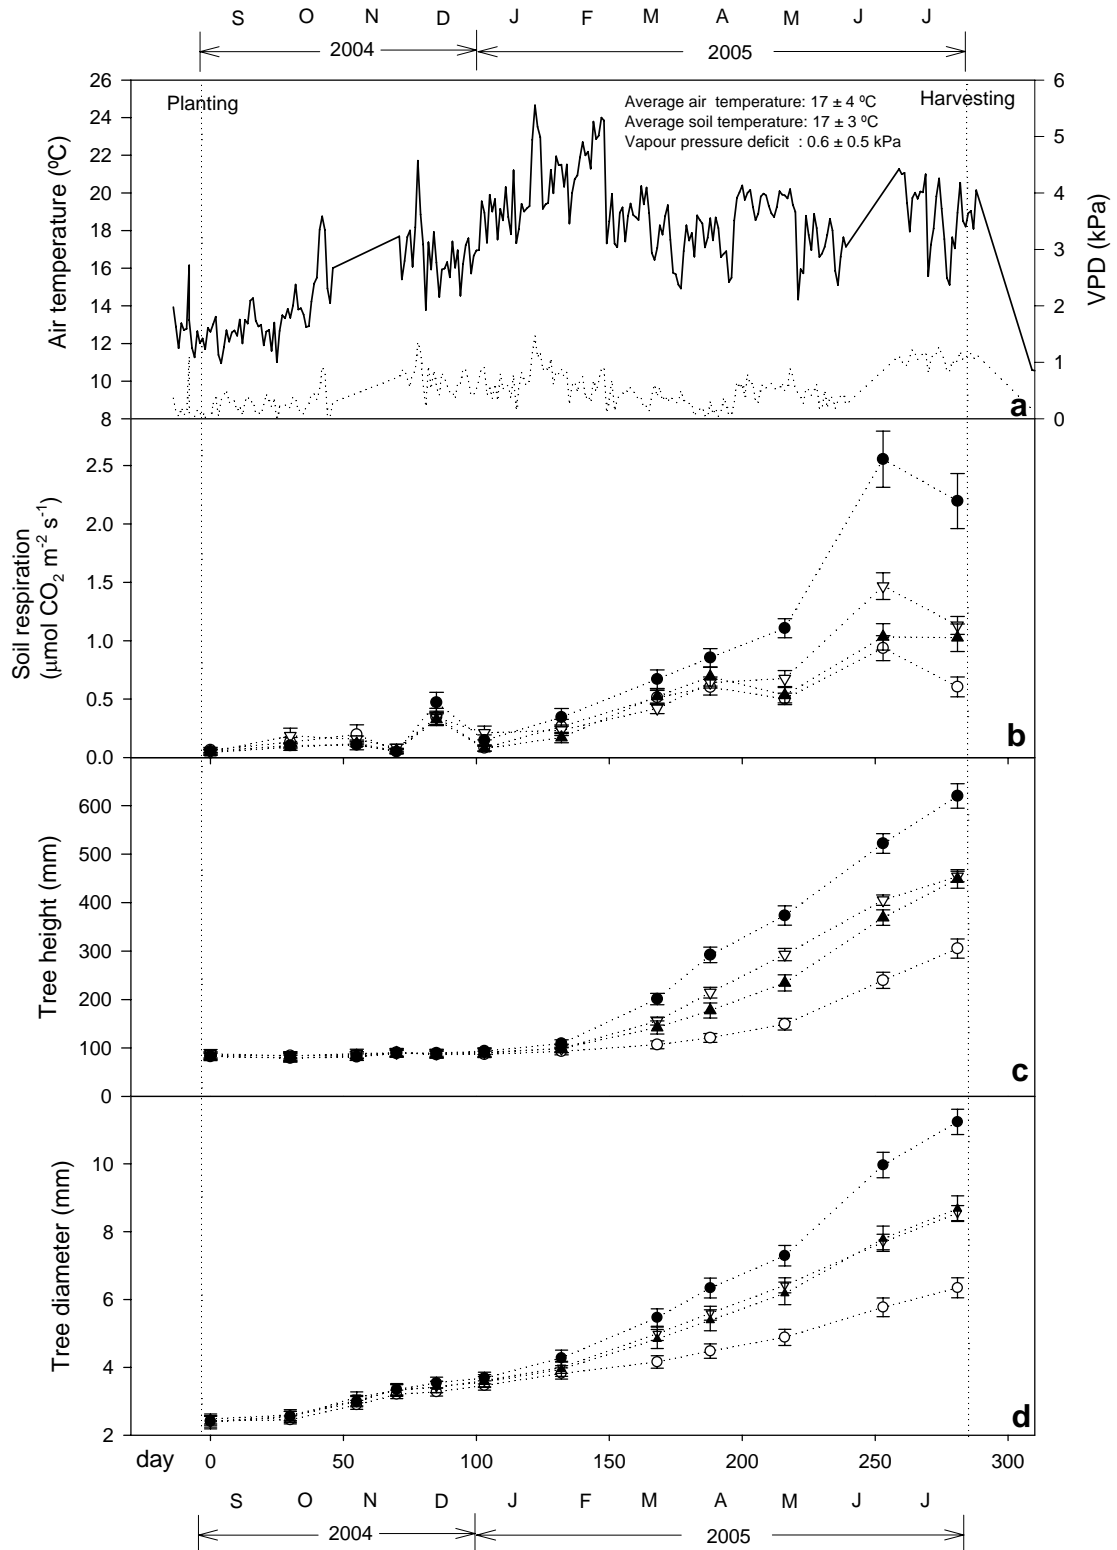 S O N D J F M A M J J
2004 2005
26 6
Planting
Average air temperature: 17 ± 4 ºC
Harvesting
24
Average soil temperature: 17 ± 3 ºC
Vapour pressure deficit : 0.6 ± 0.5 kPa
5
22
20 4
18 3
16
14 2
12
10 1
8 0
Air temperature (ºC)
VPD (kPa)
a
2.5
2.0
1.5
1.0
0.5
0.0
Soil respiration
(μmol CO₂ m⁻² s⁻¹)
b
600
500
400
300
200
100
0
Tree height (mm)
c
10
8
6
4
2
Tree diameter (mm)
d
day 0 50 100 150 200 250 300
S O N D J F M A M J J
2004 2005